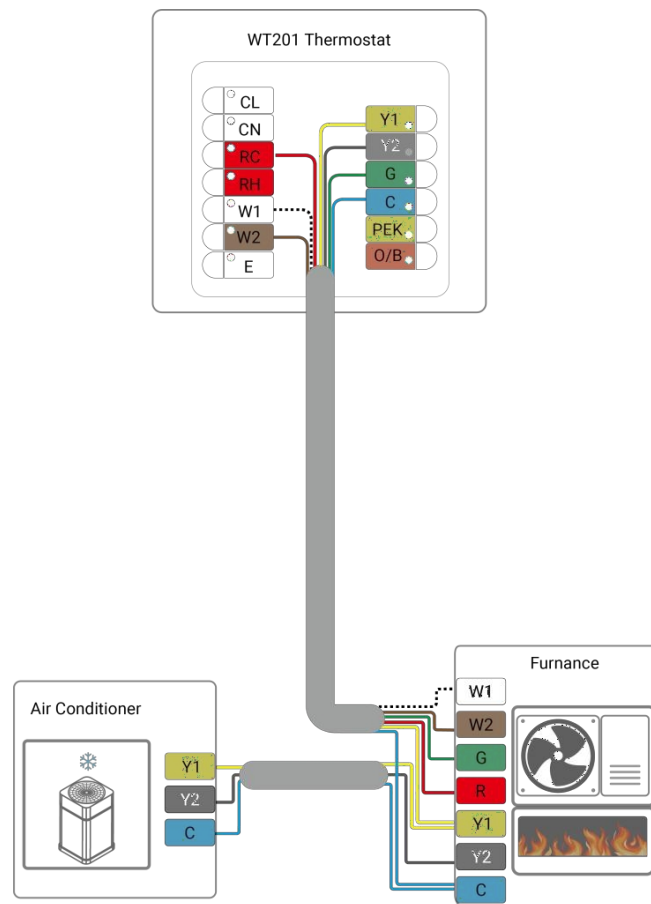 WT201 Thermostat
CL
CN
RC
RH
W1
W2
E
Y1
Y2
G
C
PEK
O/B
Air Conditioner
Y1
Y2
C
Furnance
W1
W2
G
R
Y1
Y2
C